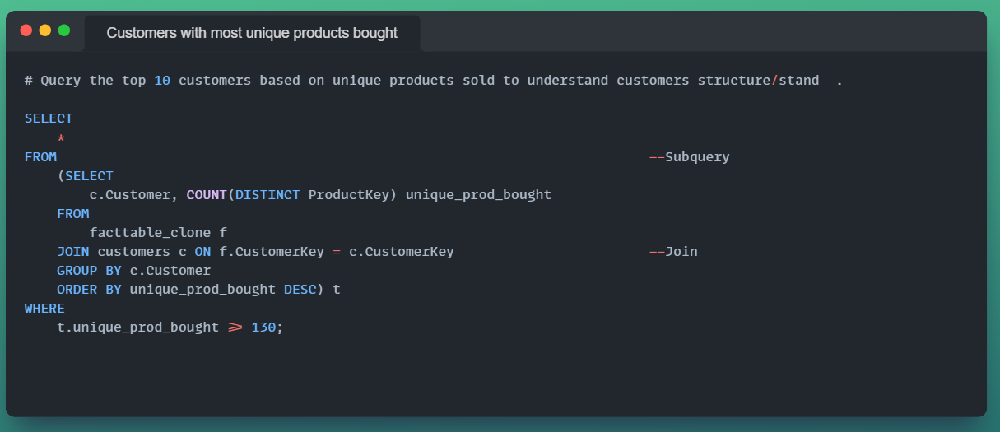 Customers with most unique products bought
# Query the top 10 customers based on unique products sold to understand customers structure/stand  .
SELECT
    *
FROM                                                                         --Subquery
    (SELECT
        c.Customer, COUNT(DISTINCT ProductKey) unique_prod_bought
    FROM
        facttable_clone f
    JOIN customers c ON f.CustomerKey = c.CustomerKey                        --Join
    GROUP BY c.Customer
    ORDER BY unique_prod_bought DESC) t
WHERE
    t.unique_prod_bought >= 130;